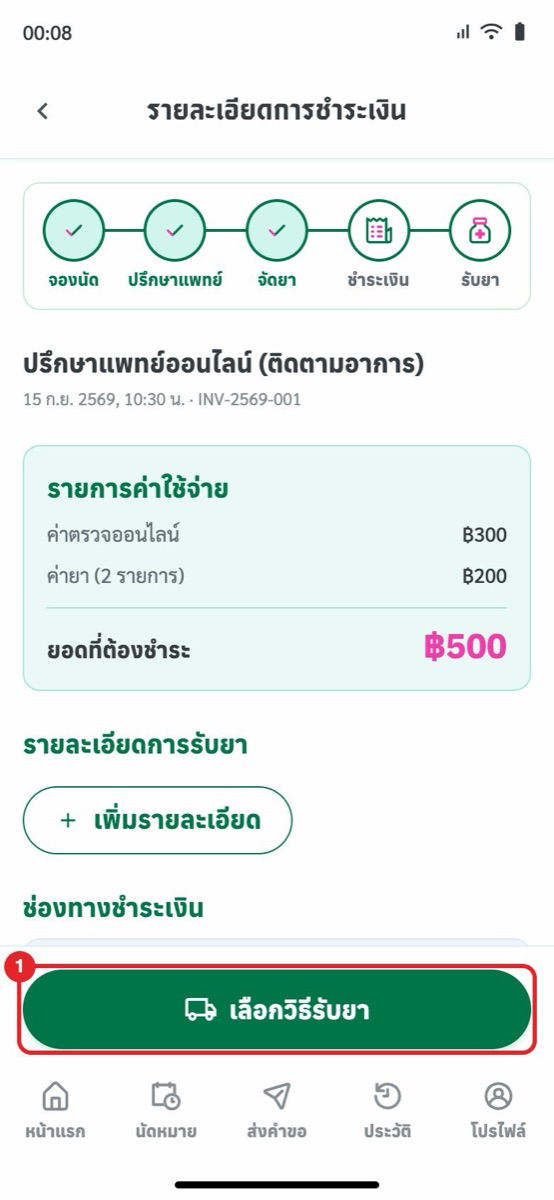 00:08
รายละเอียดการชำระเงิน
จองนัด ปรึกษาแพทย์ จัดยา ชำระเงิน รับยา
ปรึกษาแพทย์ออนไลน์ (ติดตามอาการ)
15 ก.ย. 2569, 10:30 น. · INV-2569-001
รายการค่าใช้จ่าย
ค่าตรวจออนไลน์ ฿300
ค่ายา (2 รายการ) ฿200
ยอดที่ต้องชำระ ฿500
รายละเอียดการรับยา
+ เพิ่มรายละเอียด
ช่องทางชำระเงิน
1
เลือกวิธีรับยา
หน้าแรก นัดหมาย ส่งคำขอ ประวัติ โปรไฟล์